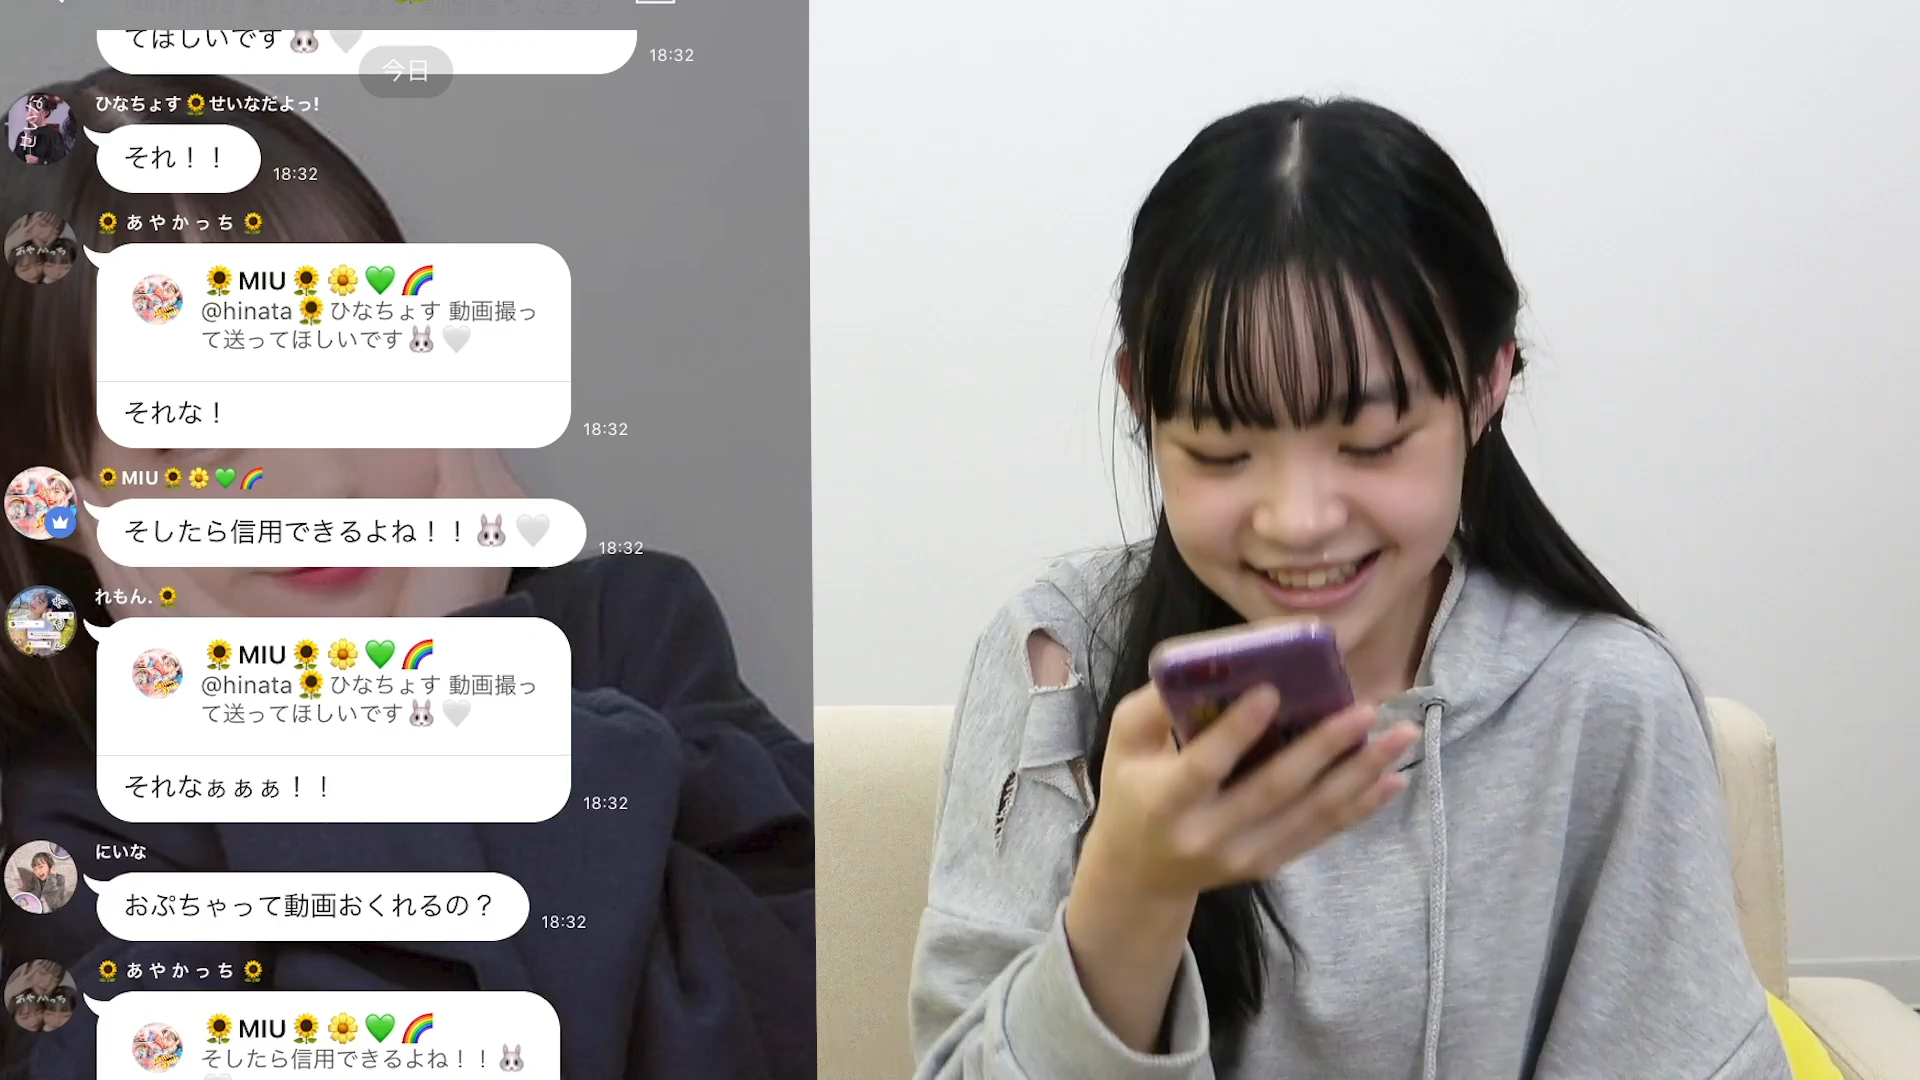 てほしいです🐰🤍
18:32
今日
ひなちょす🌻せいなだよっ!
それ！！
18:32
🌻あやかっち🌻
🌻MIU🌻🌼💚🌈
@hinata🌻ひなちょす 動画撮っ
て送ってほしいです🐰🤍
それな！
18:32
🌻MIU🌻🌼💚🌈
そしたら信用できるよね！！🐰🤍
18:32
れもん.🌻
🌻MIU🌻🌼💚🌈
@hinata🌻ひなちょす 動画撮っ
て送ってほしいです🐰🤍
それなぁぁぁ！！
18:32
にいな
おぷちゃって動画おくれるの？
18:32
🌻あやかっち🌻
🌻MIU🌻🌼💚🌈
そしたら信用できるよね！！🐰